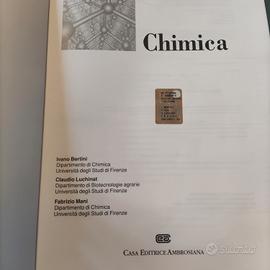 Chimica
Ivano Bertini
Dipartimento di Chimica
Università degli Studi di Firenze
Claudio Luchinat
Dipartimento di Biotecnologie agrarie
Università degli Studi di Firenze
Fabrizio Mani
Dipartimento di Chimica
Università degli Studi di Firenze
CASA EDITRICE AMBROSIANA
subito